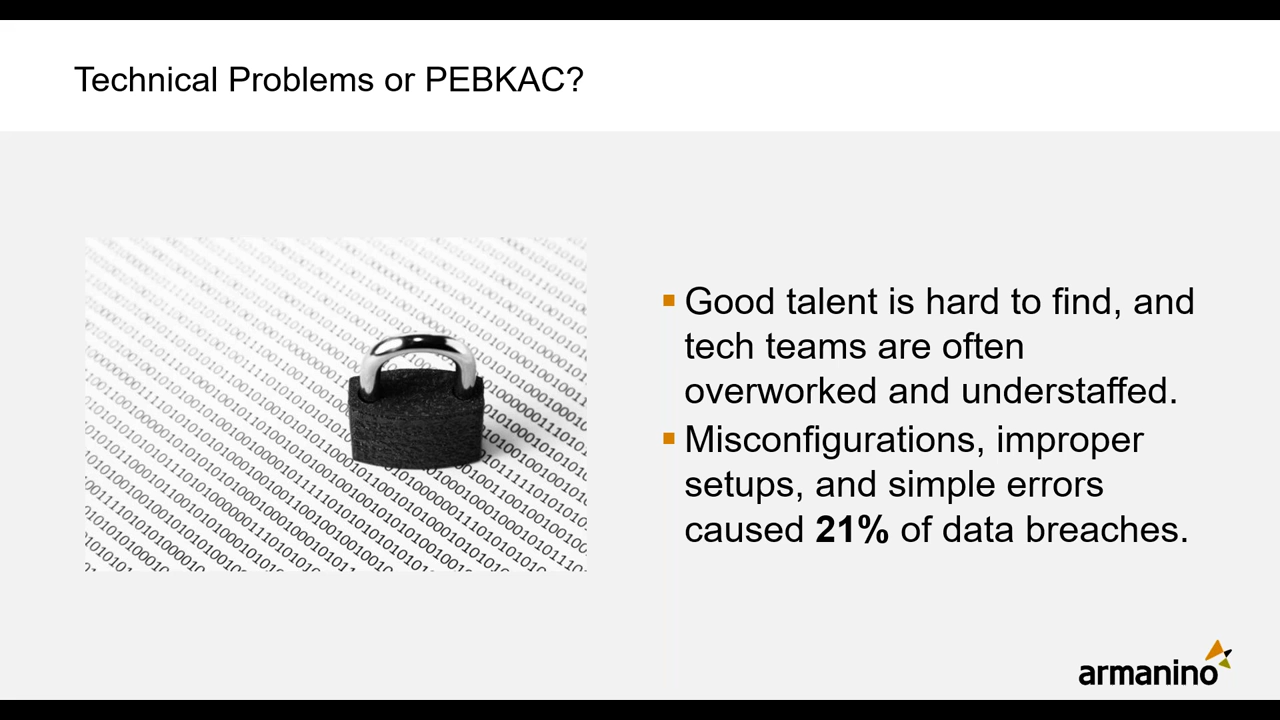 Technical Problems or PEBKAC?
Good talent is hard to find, and
tech teams are often
overworked and understaffed.
Misconfigurations, improper
setups, and simple errors
caused 21% of data breaches.
armanino